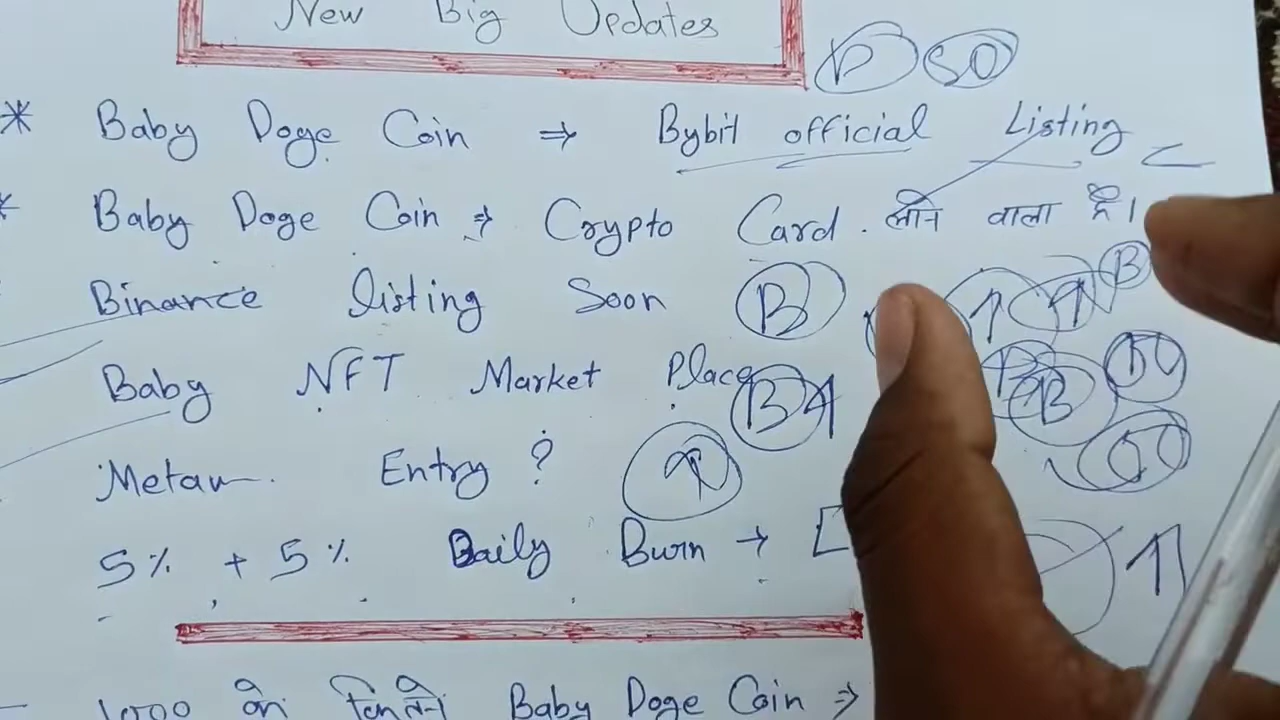 New Big Updates
* Baby Doge Coin ⇒ Bybit official Listing
* Baby Doge Coin ⇒ Crypto Card. लाने वाला है।
Binance listing Soon B
Baby NFT Market Place
Metav Entry ?
5% + 5% Daily Burn → [
1000 के कितने Baby Doge Coin ⇒